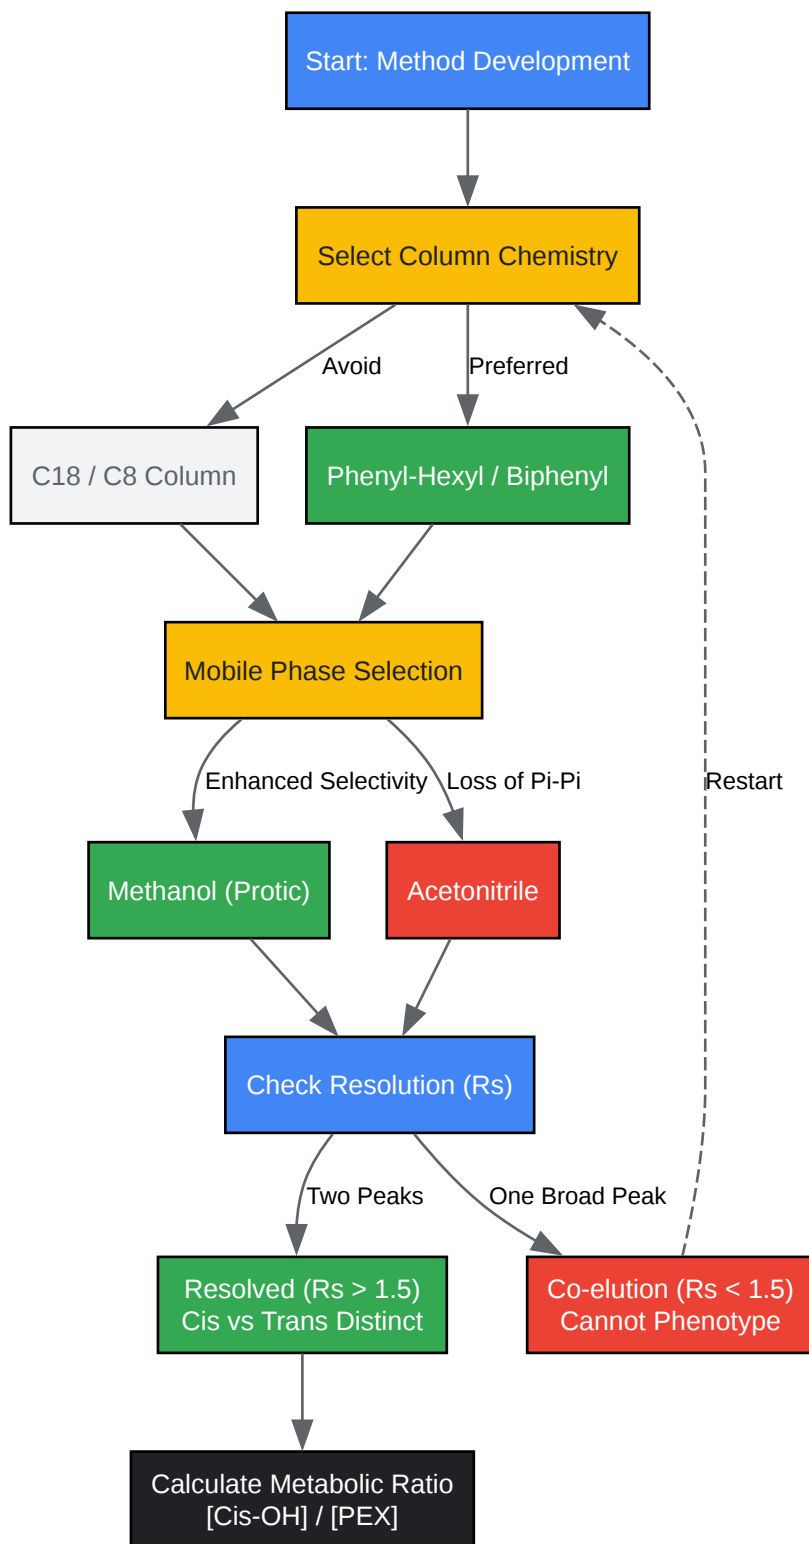 Start: Method Development
Select Column Chemistry
Avoid
Preferred
C18 / C8 Column
Phenyl-Hexyl / Biphenyl
Mobile Phase Selection
Enhanced Selectivity
Loss of Pi-Pi
Restart
Methanol (Protic)
Acetonitrile
Check Resolution (Rs)
Two Peaks
One Broad Peak
Resolved (Rs > 1.5)
Cis vs Trans Distinct
Co-elution (Rs < 1.5)
Cannot Phenotype
Calculate Metabolic Ratio
[Cis-OH] / [PEX]